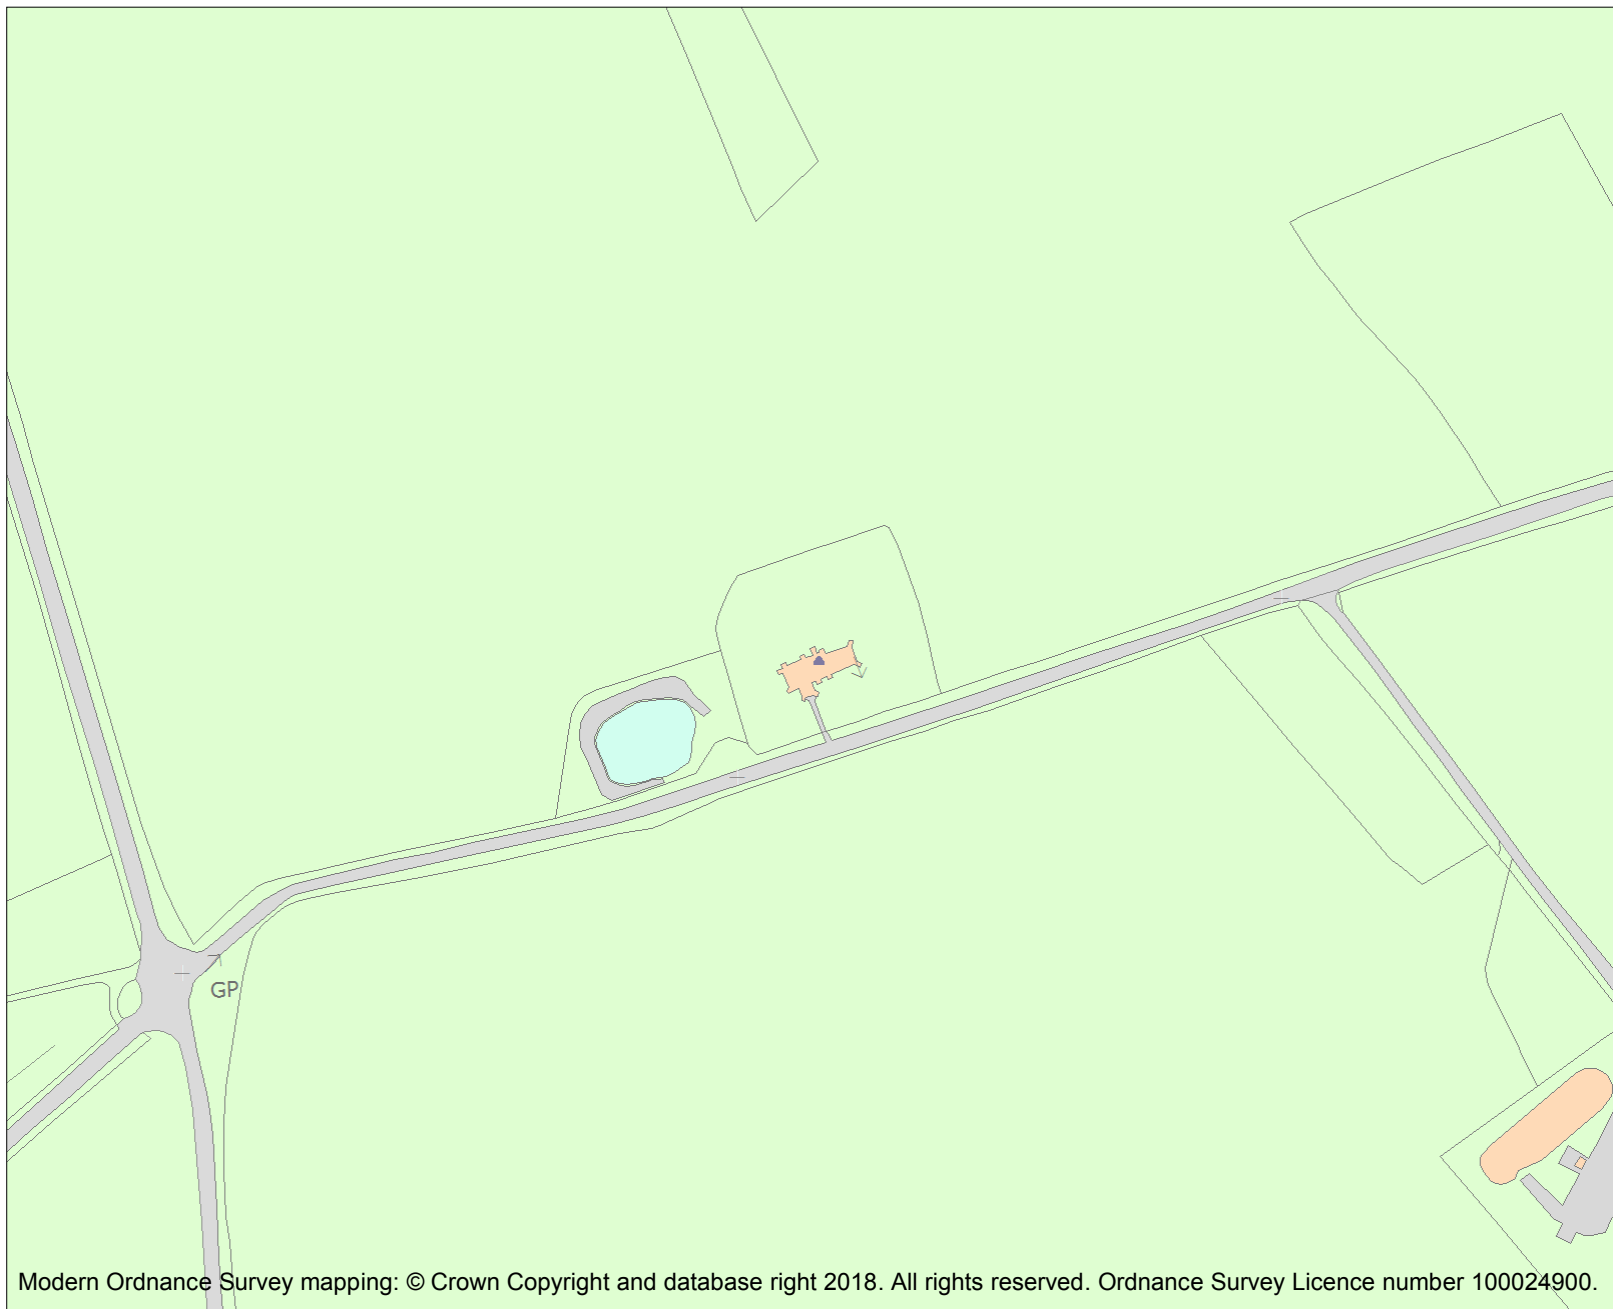 GP
Modern Ordnance Survey mapping: © Crown Copyright and database right 2018. All rights reserved. Ordnance Survey Licence number 100024900.